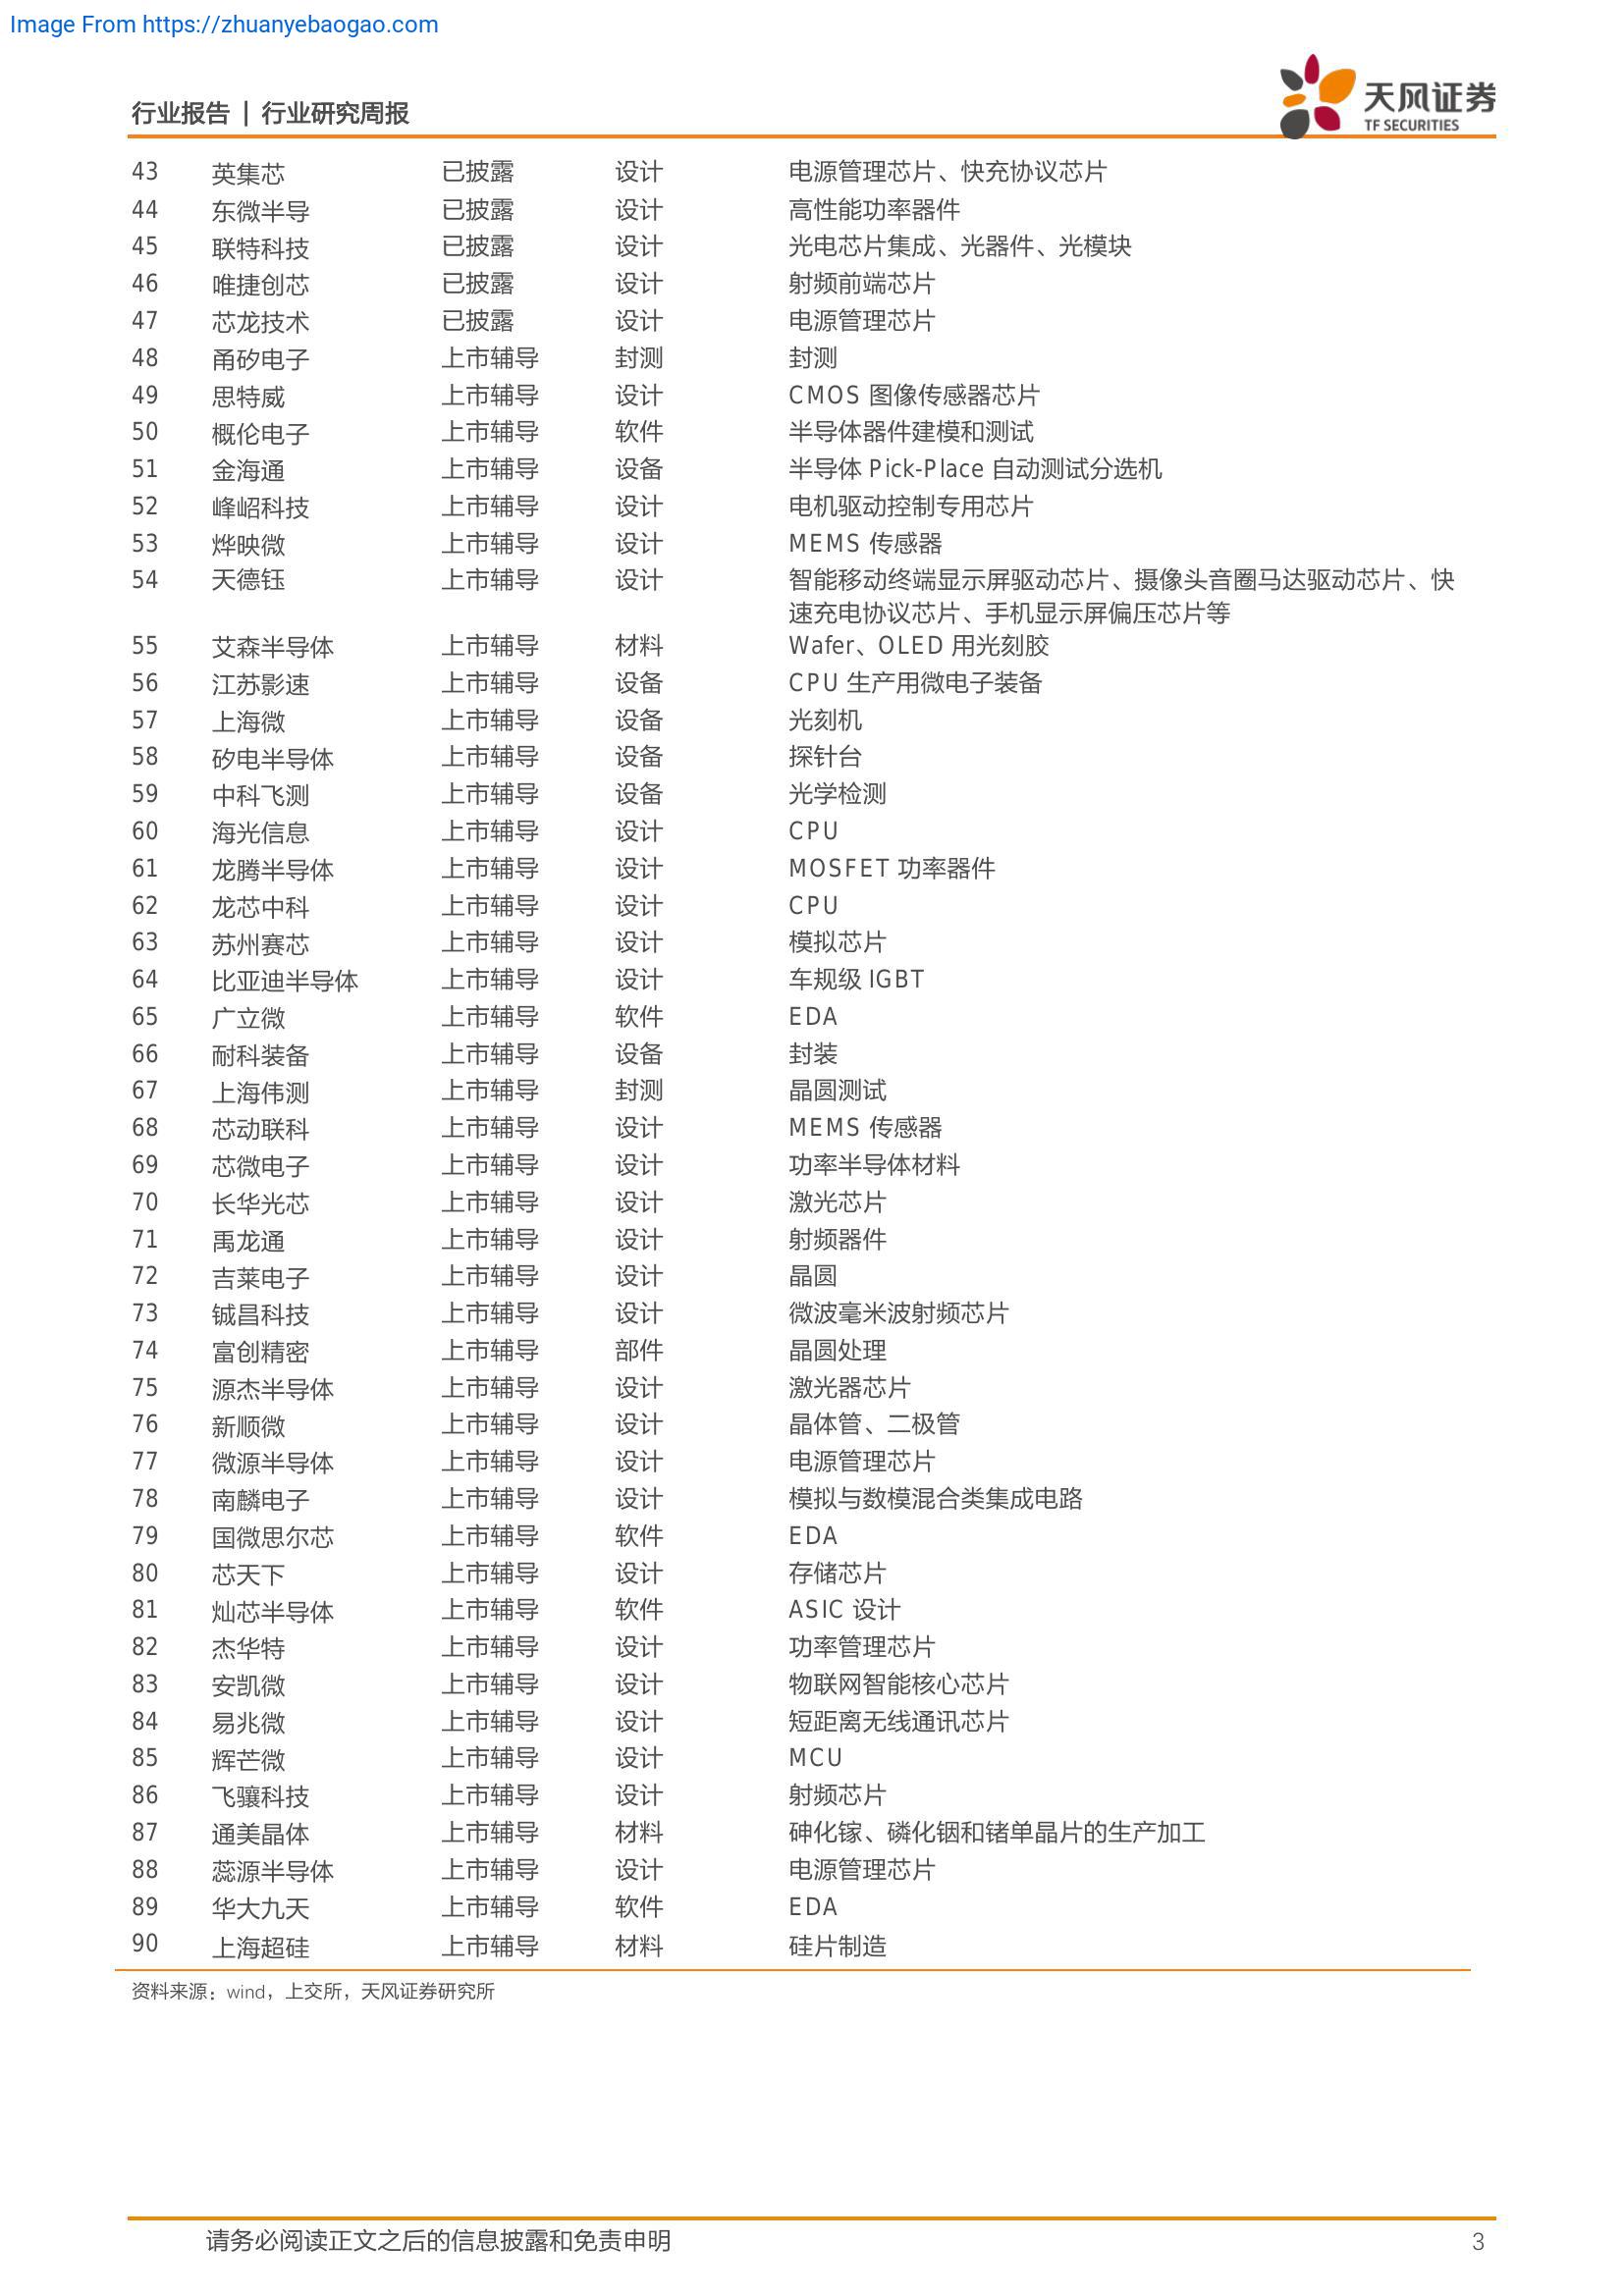 Image From https://zhuanyebaogao.com
行业报告 | 行业研究周报
天风证券
TF SECURITIES
43 英集芯 已披露 设计 电源管理芯片、快充协议芯片
44 东微半导 已披露 设计 高性能功率器件
45 联特科技 已披露 设计 光电芯片集成、光器件、光模块
46 唯捷创芯 已披露 设计 射频前端芯片
47 芯龙技术 已披露 设计 电源管理芯片
48 甬矽电子 上市辅导 封测 封测
49 思特威 上市辅导 设计 CMOS 图像传感器芯片
50 概伦电子 上市辅导 软件 半导体器件建模和测试
51 金海通 上市辅导 设备 半导体 Pick-Place 自动测试分选机
52 峰岹科技 上市辅导 设计 电机驱动控制专用芯片
53 烨映微 上市辅导 设计 MEMS 传感器
54 天德钰 上市辅导 设计 智能移动终端显示屏驱动芯片、摄像头音圈马达驱动芯片、快
速充电协议芯片、手机显示屏偏压芯片等
55 艾森半导体 上市辅导 材料 Wafer、OLED 用光刻胶
56 江苏影速 上市辅导 设备 CPU 生产用微电子装备
57 上海微 上市辅导 设备 光刻机
58 矽电半导体 上市辅导 设备 探针台
59 中科飞测 上市辅导 设备 光学检测
60 海光信息 上市辅导 设计 CPU
61 龙腾半导体 上市辅导 设计 MOSFET 功率器件
62 龙芯中科 上市辅导 设计 CPU
63 苏州赛芯 上市辅导 设计 模拟芯片
64 比亚迪半导体 上市辅导 设计 车规级 IGBT
65 广立微 上市辅导 软件 EDA
66 耐科装备 上市辅导 设备 封装
67 上海伟测 上市辅导 封测 晶圆测试
68 芯动联科 上市辅导 设计 MEMS 传感器
69 芯微电子 上市辅导 设计 功率半导体材料
70 长华光芯 上市辅导 设计 激光芯片
71 禹龙通 上市辅导 设计 射频器件
72 吉莱电子 上市辅导 设计 晶圆
73 铖昌科技 上市辅导 设计 微波毫米波射频芯片
74 富创精密 上市辅导 部件 晶圆处理
75 源杰半导体 上市辅导 设计 激光器芯片
76 新顺微 上市辅导 设计 晶体管、二极管
77 微源半导体 上市辅导 设计 电源管理芯片
78 南麟电子 上市辅导 设计 模拟与数模混合类集成电路
79 国微思尔芯 上市辅导 软件 EDA
80 芯天下 上市辅导 设计 存储芯片
81 灿芯半导体 上市辅导 软件 ASIC 设计
82 杰华特 上市辅导 设计 功率管理芯片
83 安凯微 上市辅导 设计 物联网智能核心芯片
84 易兆微 上市辅导 设计 短距离无线通讯芯片
85 辉芒微 上市辅导 设计 MCU
86 飞骧科技 上市辅导 设计 射频芯片
87 通美晶体 上市辅导 材料 砷化镓、磷化铟和锗单晶片的生产加工
88 蕊源半导体 上市辅导 设计 电源管理芯片
89 华大九天 上市辅导 软件 EDA
90 上海超硅 上市辅导 材料 硅片制造
资料来源：wind，上交所，天风证券研究所
请务必阅读正文之后的信息披露和免责申明 3